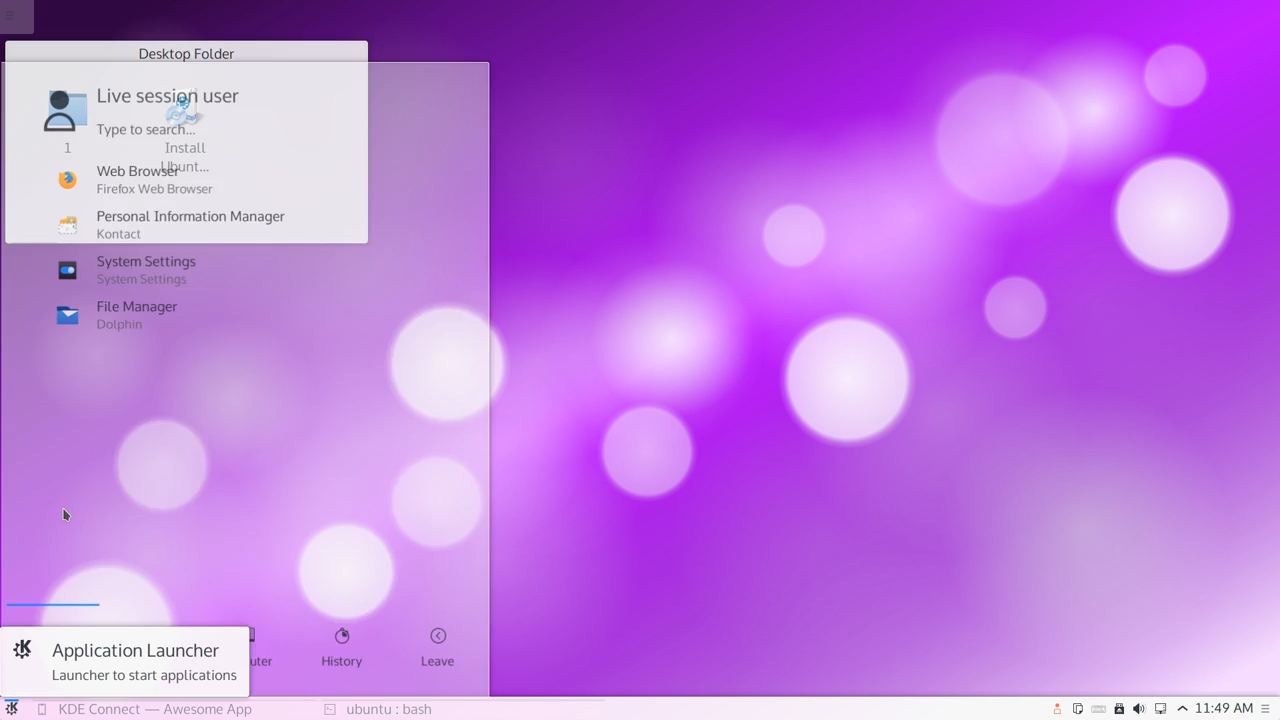 Desktop Folder
Live session user
Type to search...
1
Install
Ubunt...
Web Browser
Firefox Web Browser
Personal Information Manager
Kontact
System Settings
System Settings
File Manager
Dolphin
uter
History
Leave
Application Launcher
Launcher to start applications
KDE Connect — Awesome App
ubuntu : bash
11:49 AM